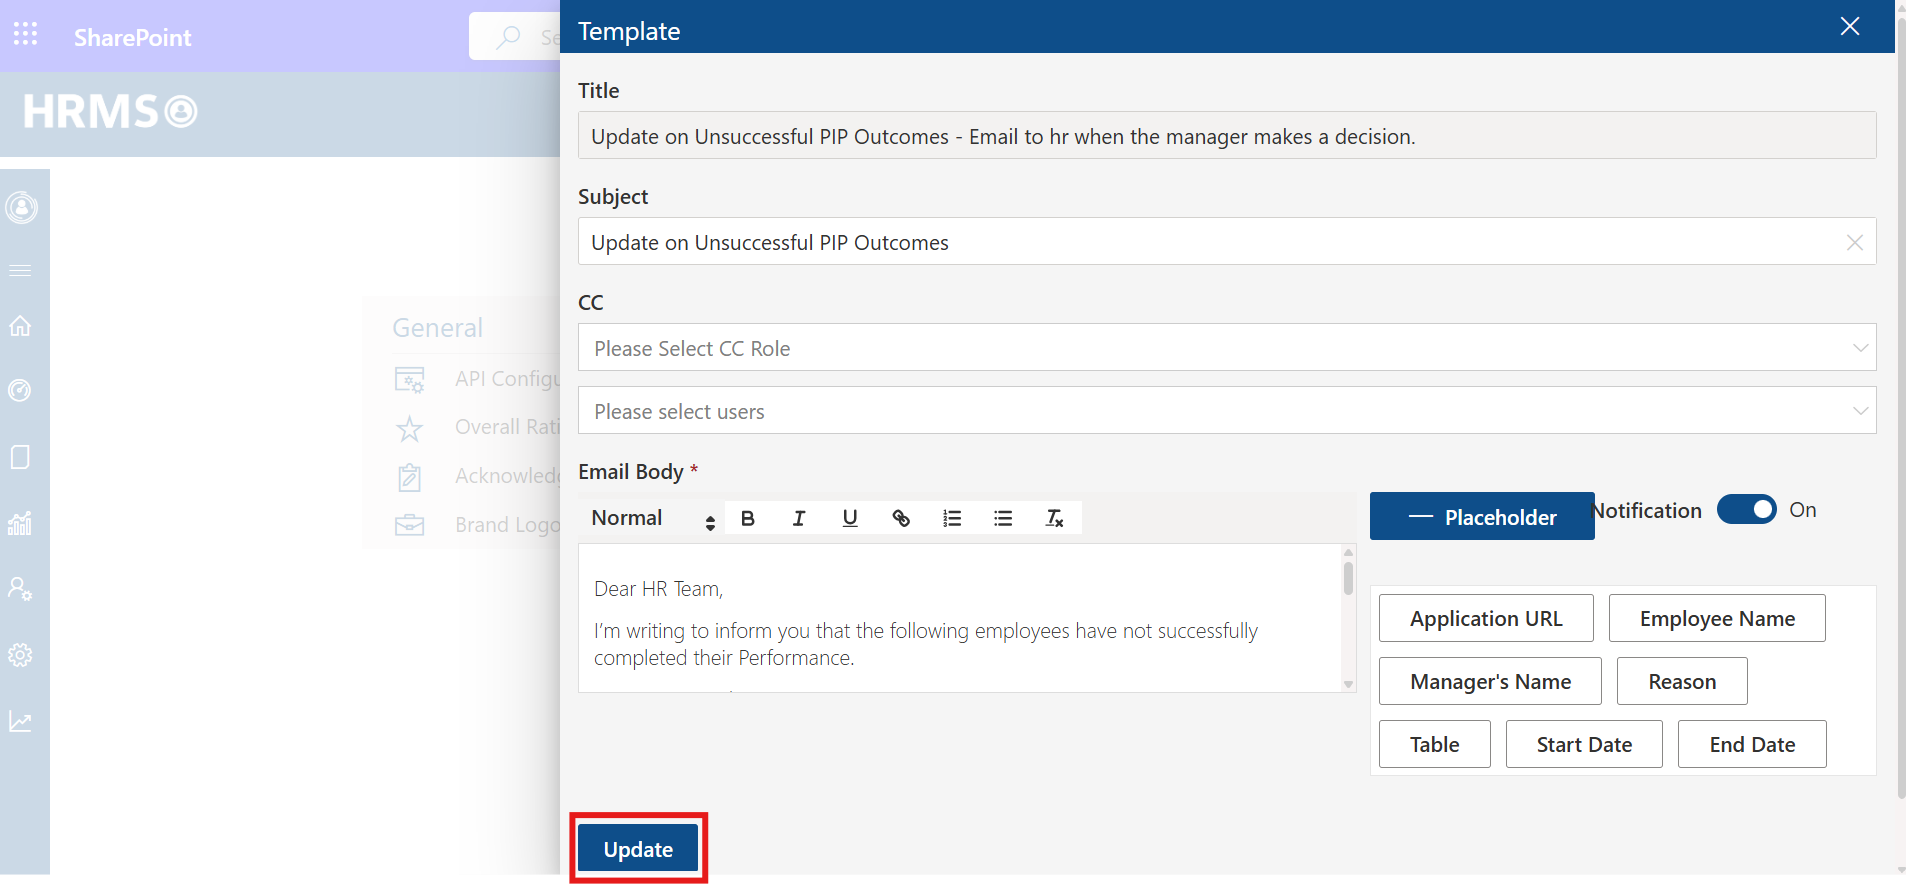 SharePoint
Se
HRMS
General
API Configu
Overall Rati
Acknowledg
Brand Logo
Template
Title
Update on Unsuccessful PIP Outcomes - Email to hr when the manager makes a decision.
Subject
Update on Unsuccessful PIP Outcomes
CC
Please Select CC Role
Please select users
Email Body *
Normal
Placeholder
Notification
On
Dear HR Team,
I'm writing to inform you that the following employees have not successfully
completed their Performance.
Application URL
Employee Name
Manager's Name
Reason
Table
Start Date
End Date
Update